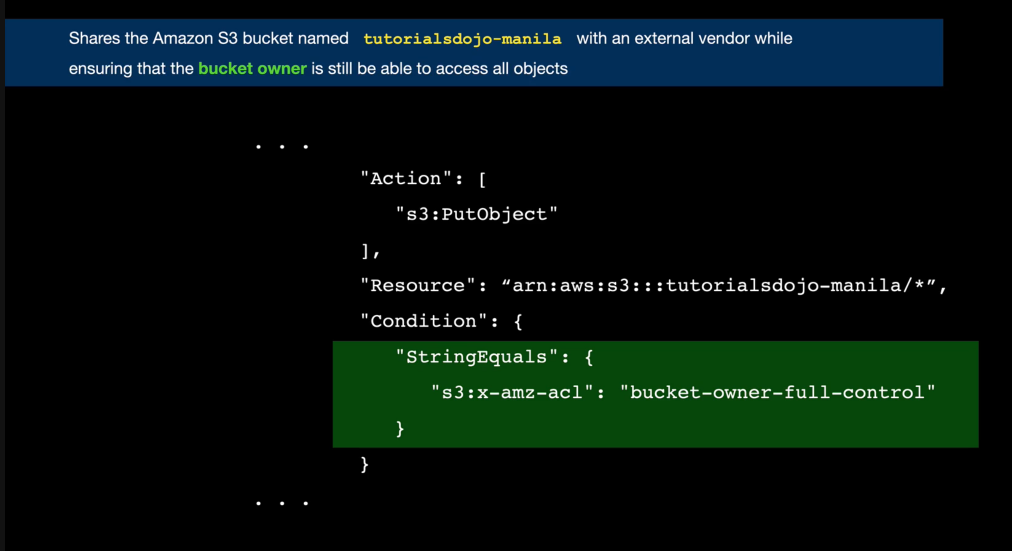 Shares the Amazon S3 bucket named tutorialsdojo-manila with an external vendor while
ensuring that the bucket owner is still be able to access all objects
. . .
"Action": [
"s3:PutObject"
],
"Resource": “arn:aws:s3:::tutorialsdojo-manila/*”,
"Condition": {
"StringEquals": {
"s3:x-amz-acl": "bucket-owner-full-control"
}
}
. . .